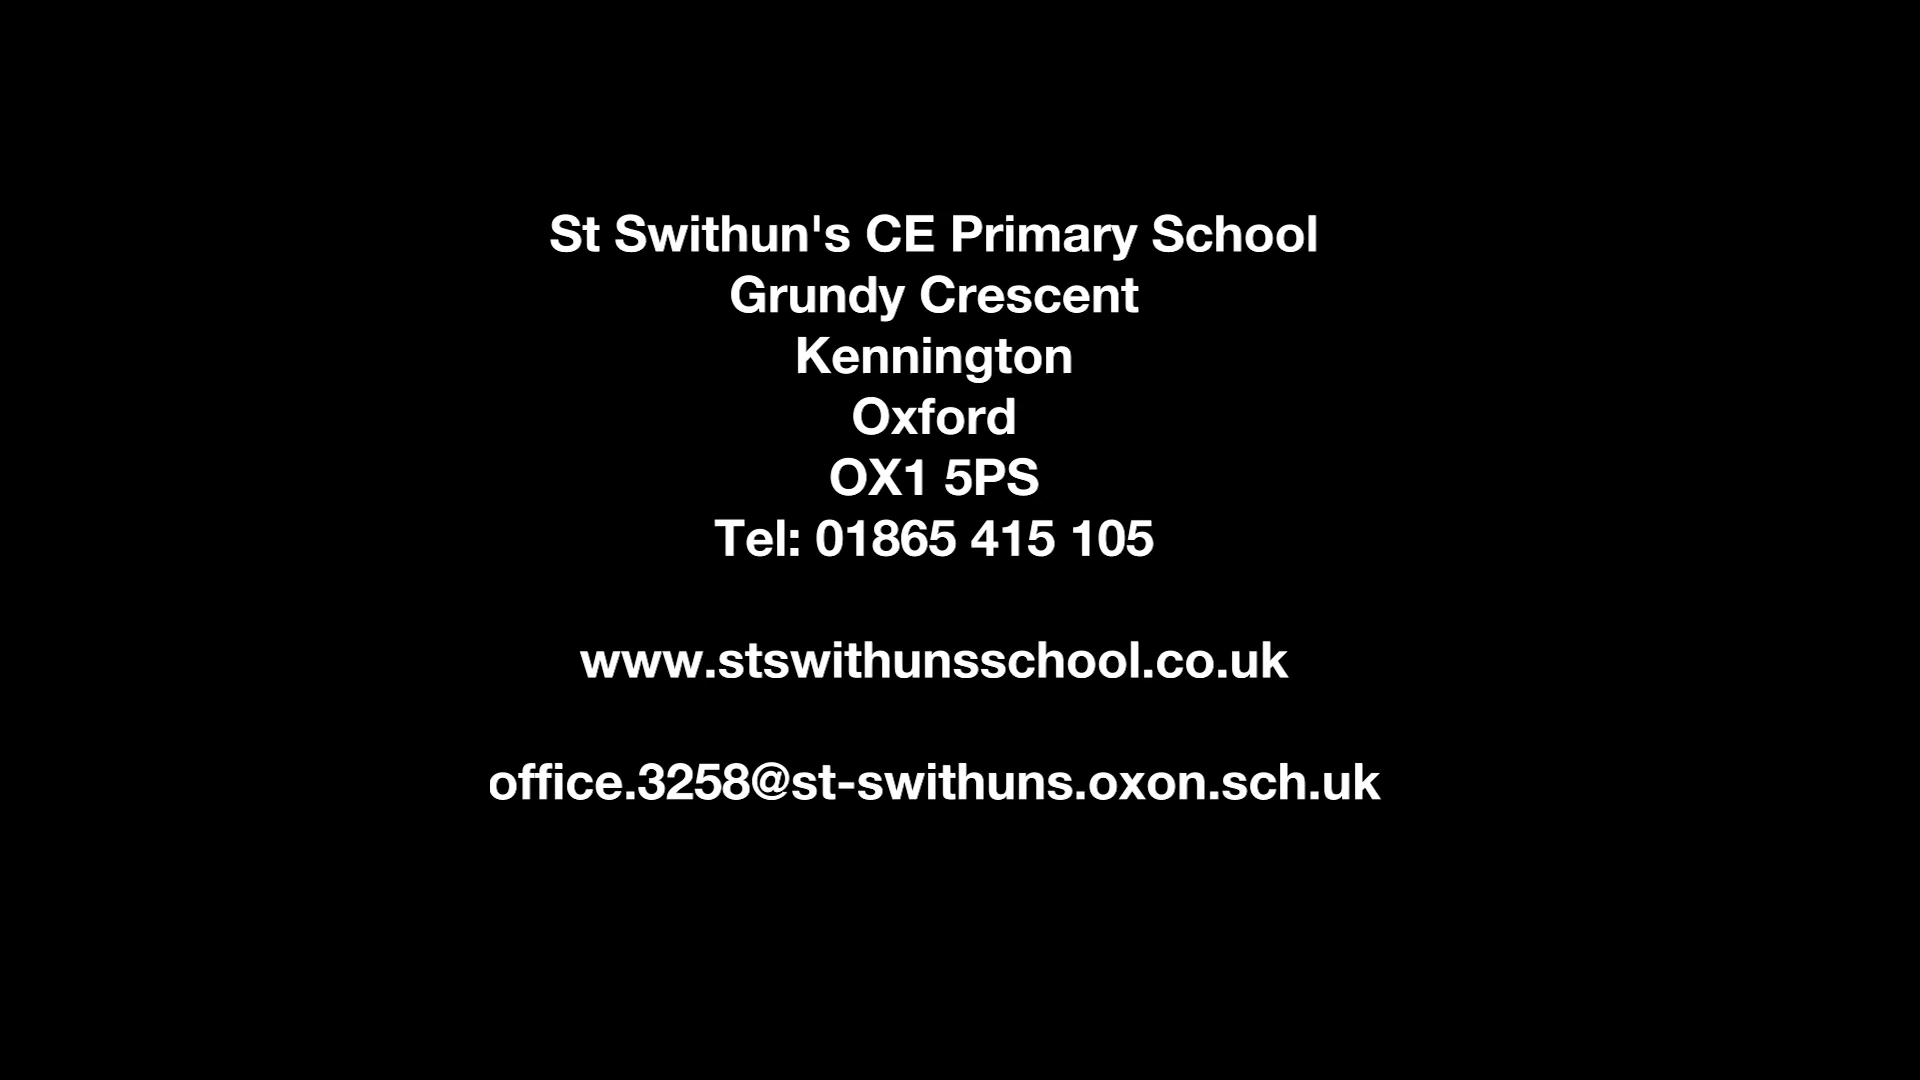 St Swithun's CE Primary School
Grundy Crescent
Kennington
Oxford
OX1 5PS
Tel: 01865 415 105
www.stswithunsschool.co.uk
office.3258@st-swithuns.oxon.sch.uk